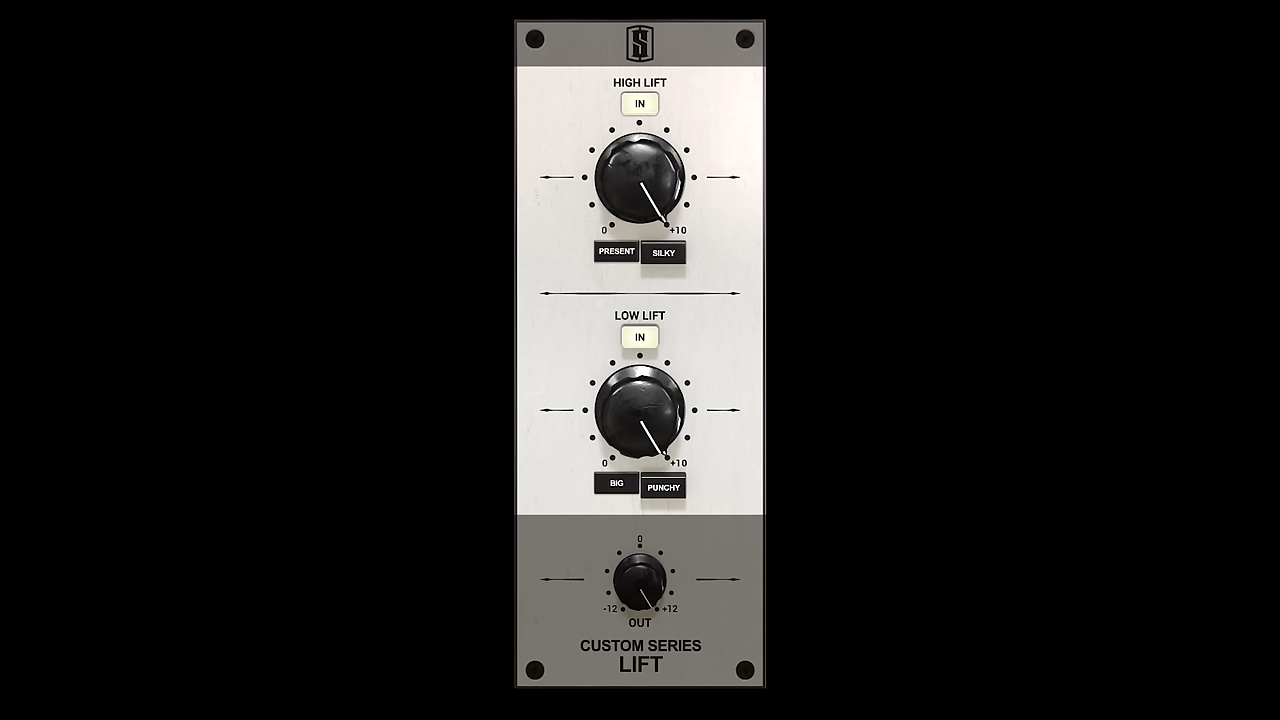 S
HIGH LIFT
IN
0 +10
PRESENT SILKY
LOW LIFT
IN
0 +10
BIG PUNCHY
0
-12 +12
OUT
CUSTOM SERIES
LIFT